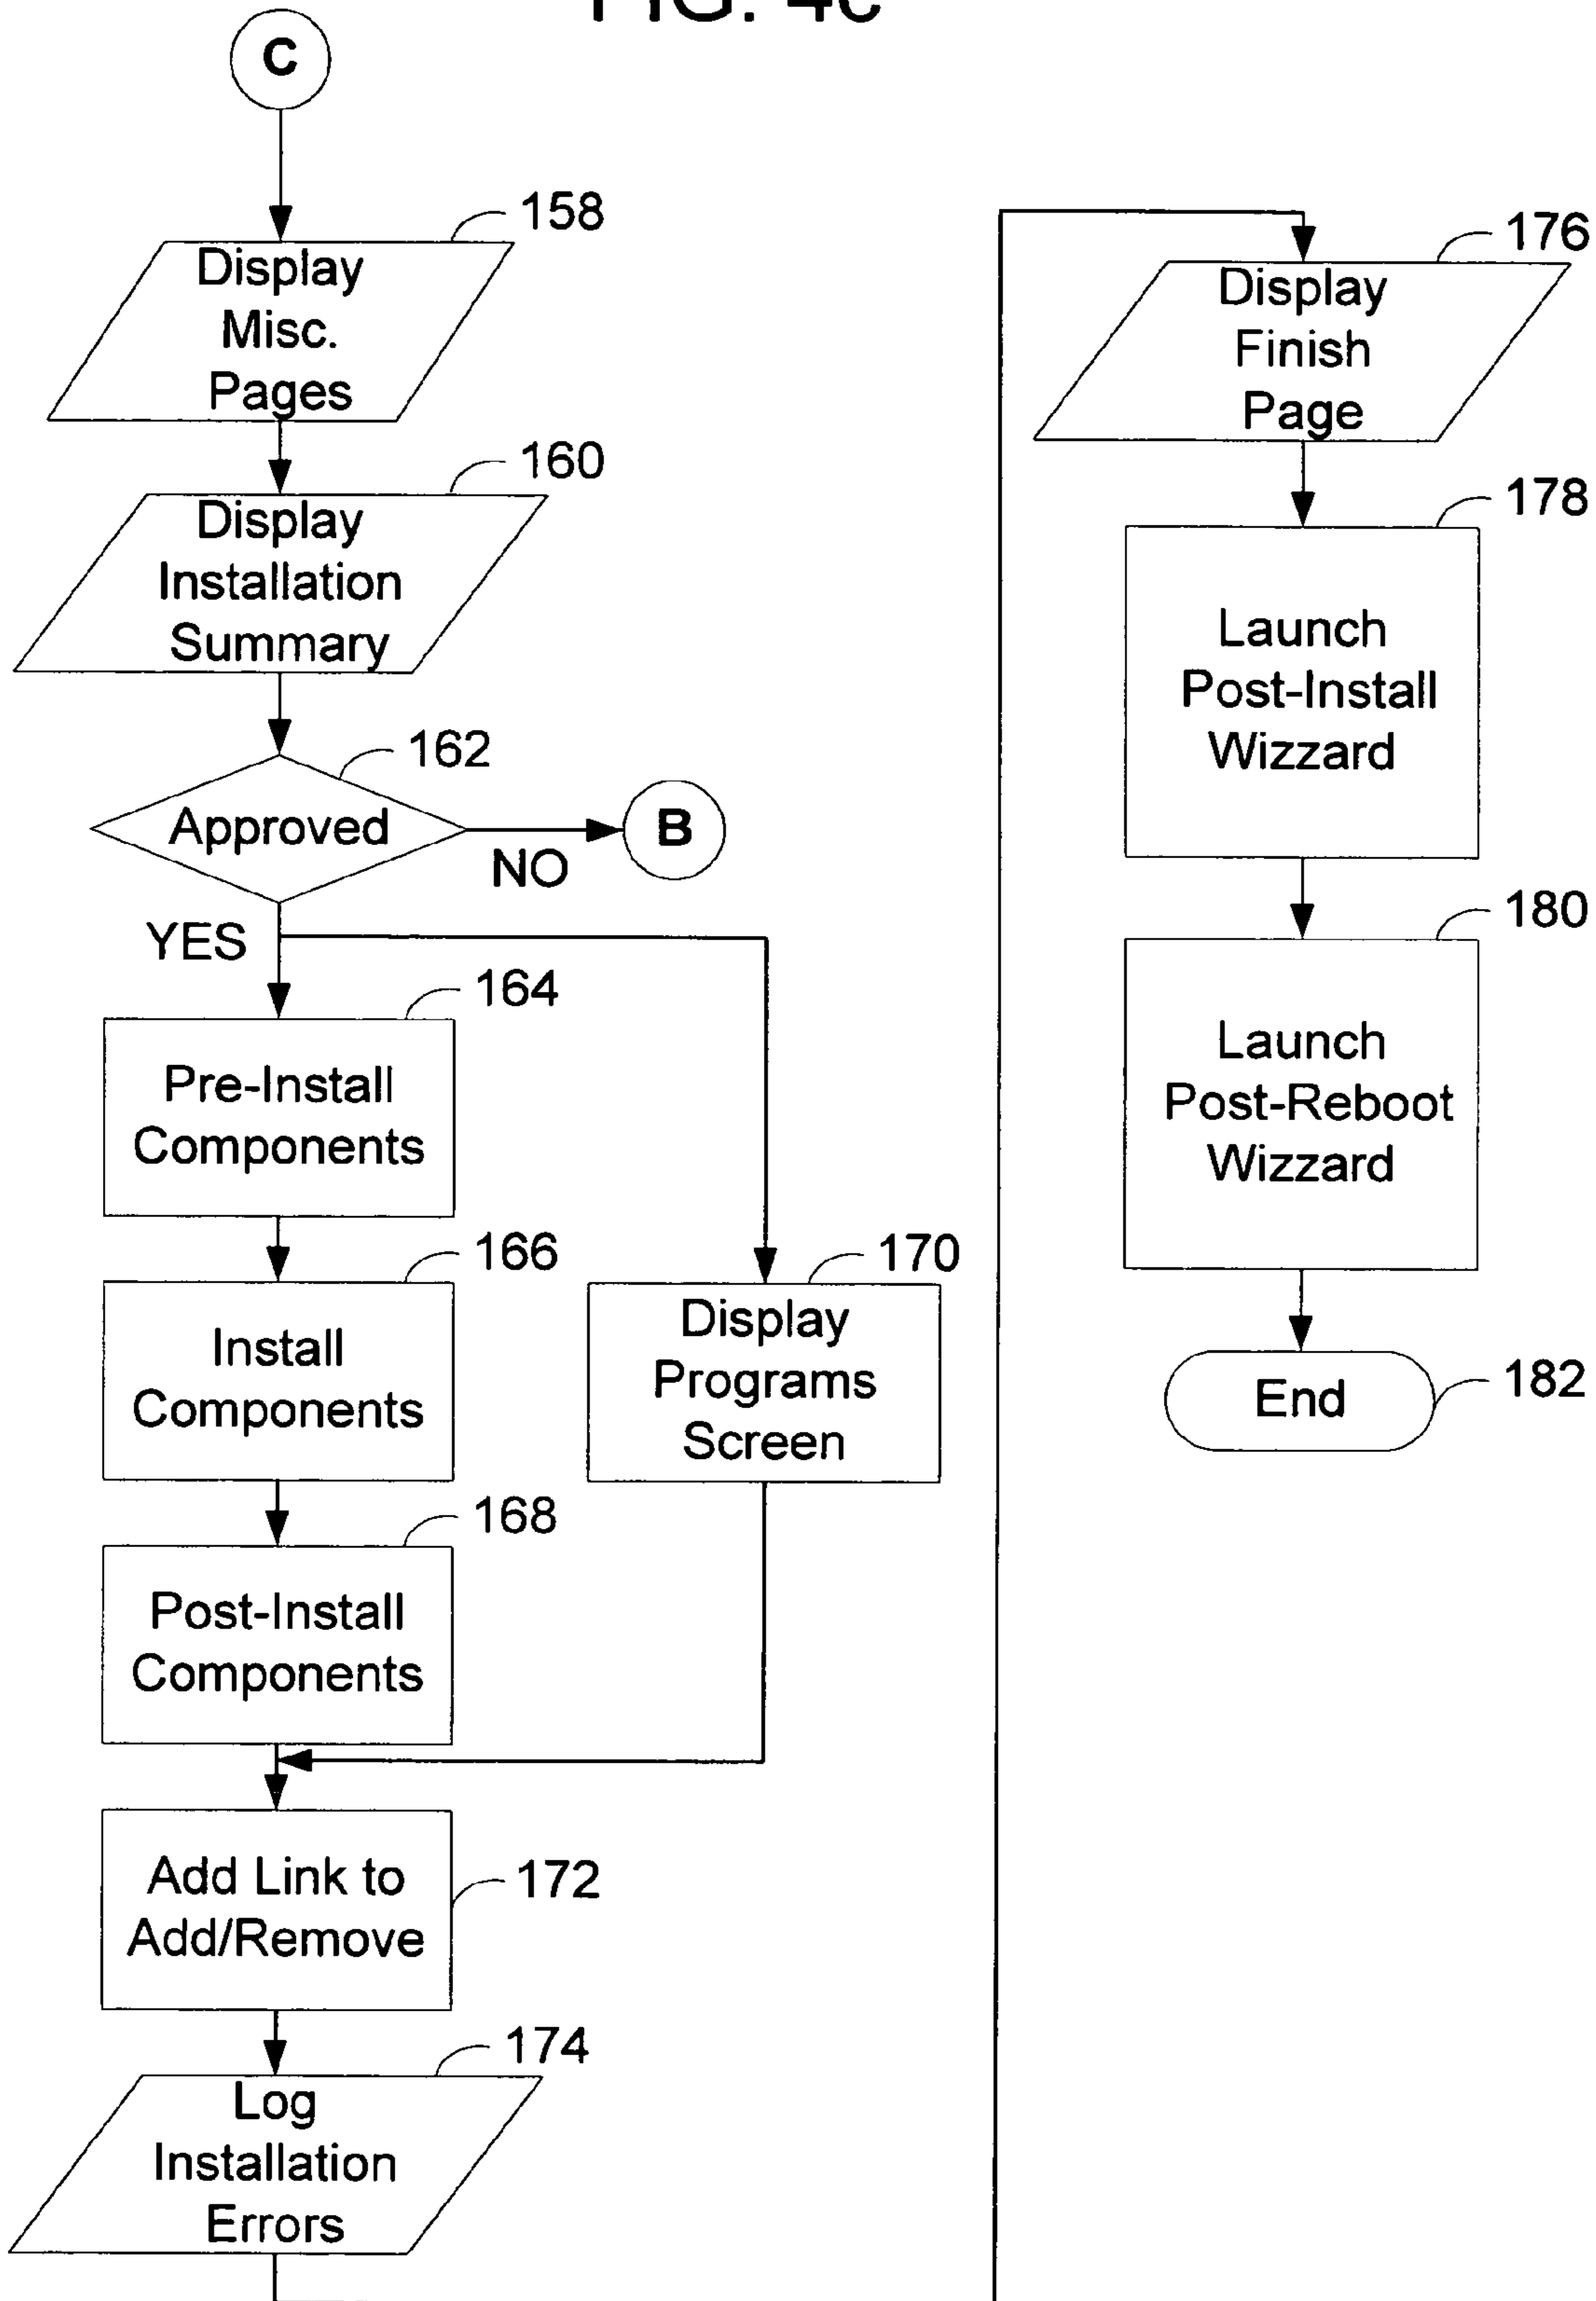 FIG. 4c
C
158
Display
Misc.
Pages
160
Display
Installation
Summary
162
Approved
NO
B
YES
164
Pre-Install
Components
166
Install
Components
168
Post-Install
Components
170
Display
Programs
Screen
Add Link to
Add/Remove
172
174
Log
Installation
Errors
176
Display
Finish
Page
178
Launch
Post-Install
Wizzard
180
Launch
Post-Reboot
Wizzard
End
182